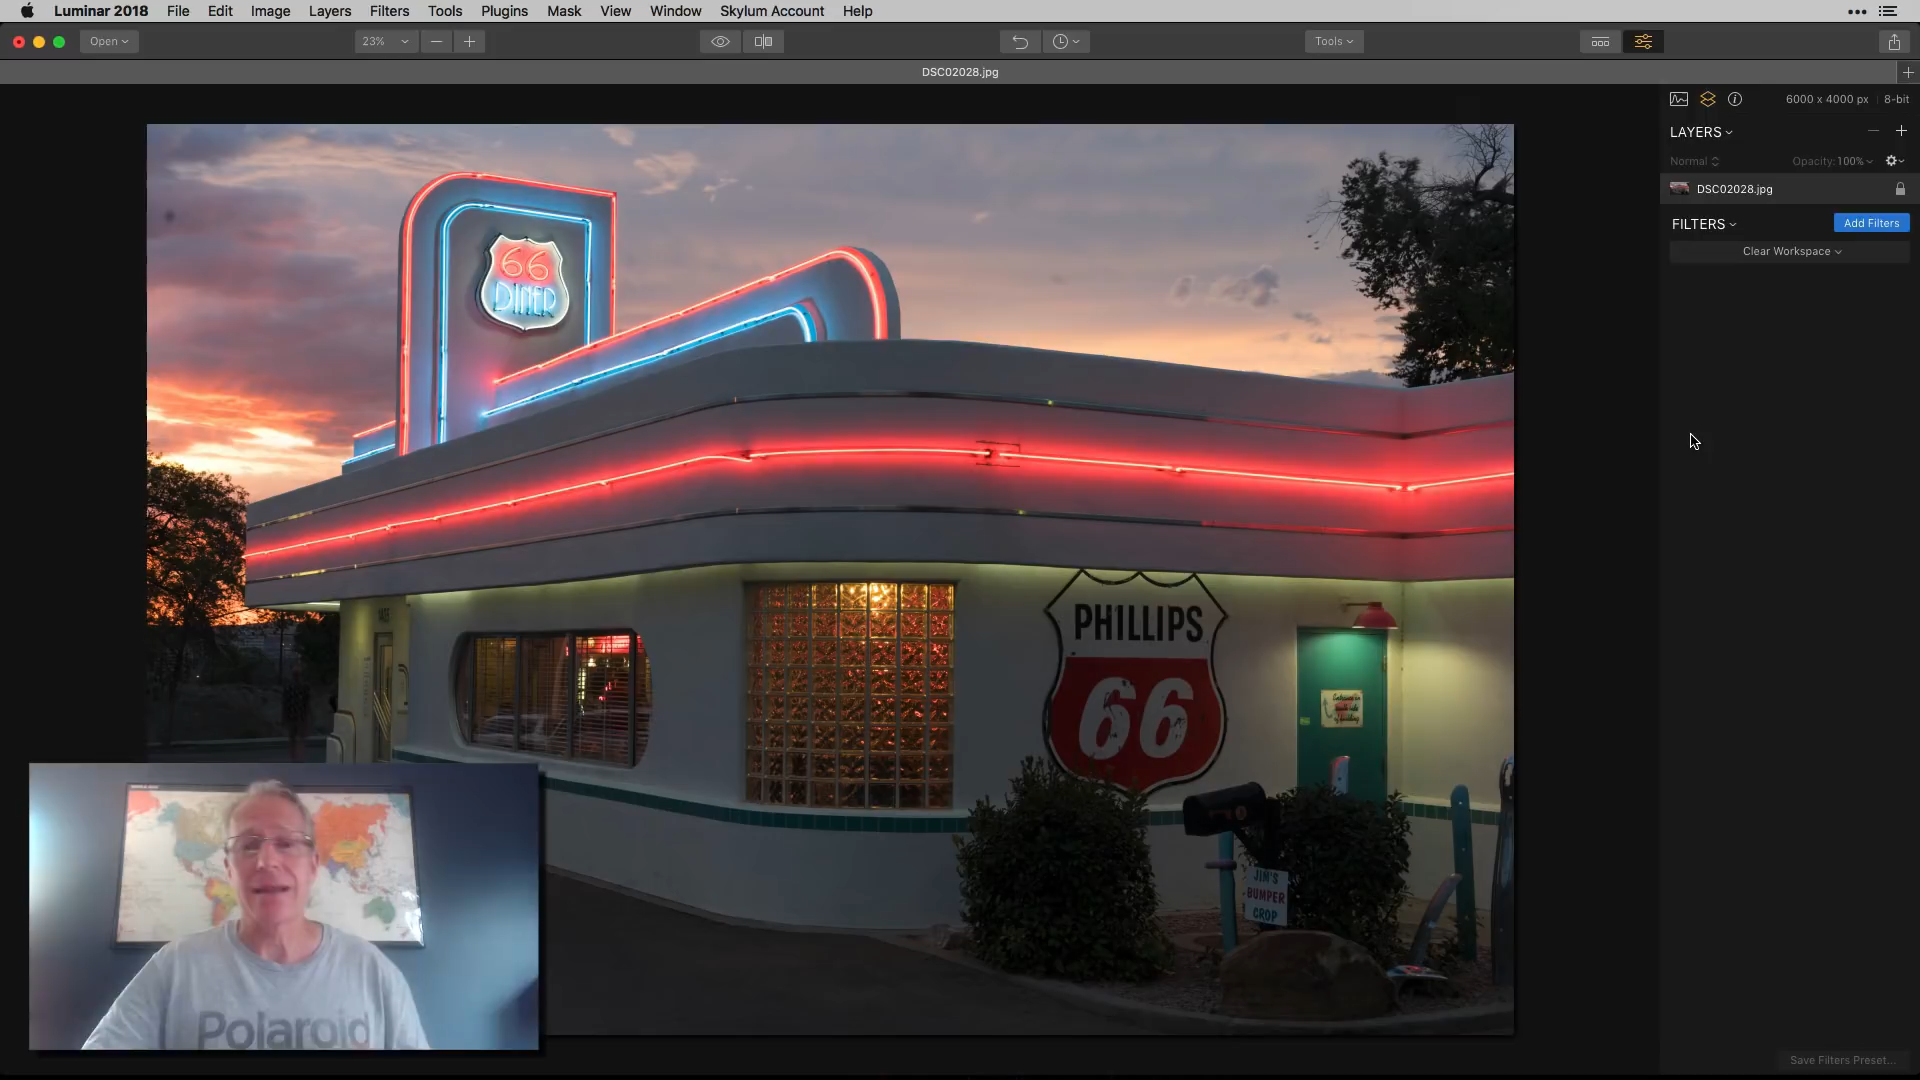 Luminar 2018 File Edit Image Layers Filters Tools Plugins Mask View Window Skylum Account Help
Open 23% Tools
DSC02028.jpg
6000 x 4000 px 8-bit
LAYERS
Normal Opacity: 100%
DSC02028.jpg
FILTERS Add Filters
Clear Workspace
66
DINER
PHILLIPS
66
JIM'S
BUMPER
CROP
Polaroid
Save Filters Preset...